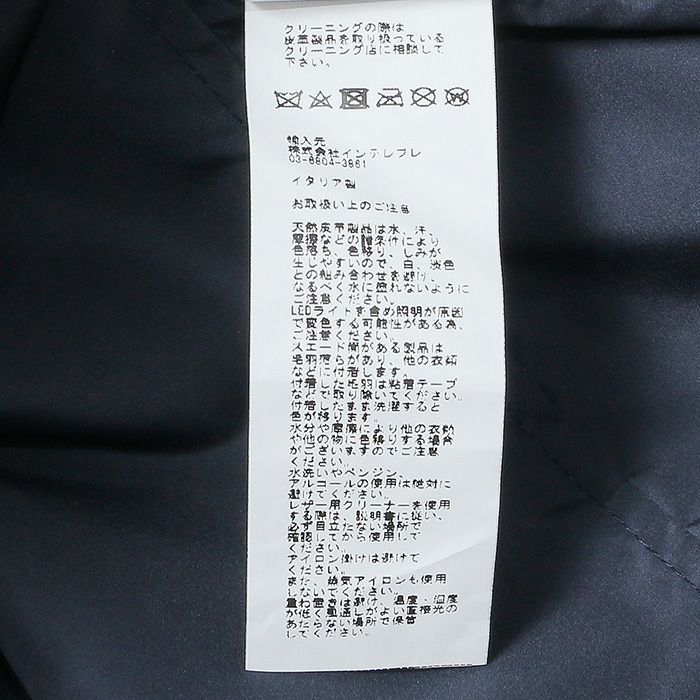 クリーニングの際は
皮革製品を取り扱っている
クリーニング店に相談して
下さい。
輸入元
株式会社インテレプレ
03-6804-3861
イタリア製
お取扱い上のご注意
天然皮革製品は水、汗、
摩擦などの諸条件により
色落ち、色移り、しみが
生じやすいので、白、淡色
との組み合わせを避け、
なるべく水に濡れないように
ご注意ください。
LEDライトを含め照明が原因
で変色する可能性がある為、
ご注意ください。
スエード面がある製品は
毛羽落ちがあり、他の衣類
などに付着します。
付着した毛羽は粘着テープ
などで取り除いてください。
付着したまま洗濯すると
色が移ります。
水分や摩擦により他の衣類
や他の物に色移りする場合
がございますのでご注意
ください。
水洗いやベンジン、
アルコールの使用は絶対に
避けてください。
レザー用クリーナーを使用
する際は、説明書に従い、
必ず目立たない場所で
確認してから使用して
ください。
アイロン掛けは避けて
ください。
また、蒸気アイロンも使用
しないでください。
重ね置きは避け、温度・湿度
が低く風通しがよい直接光の
あたらない場所で保管
してください。